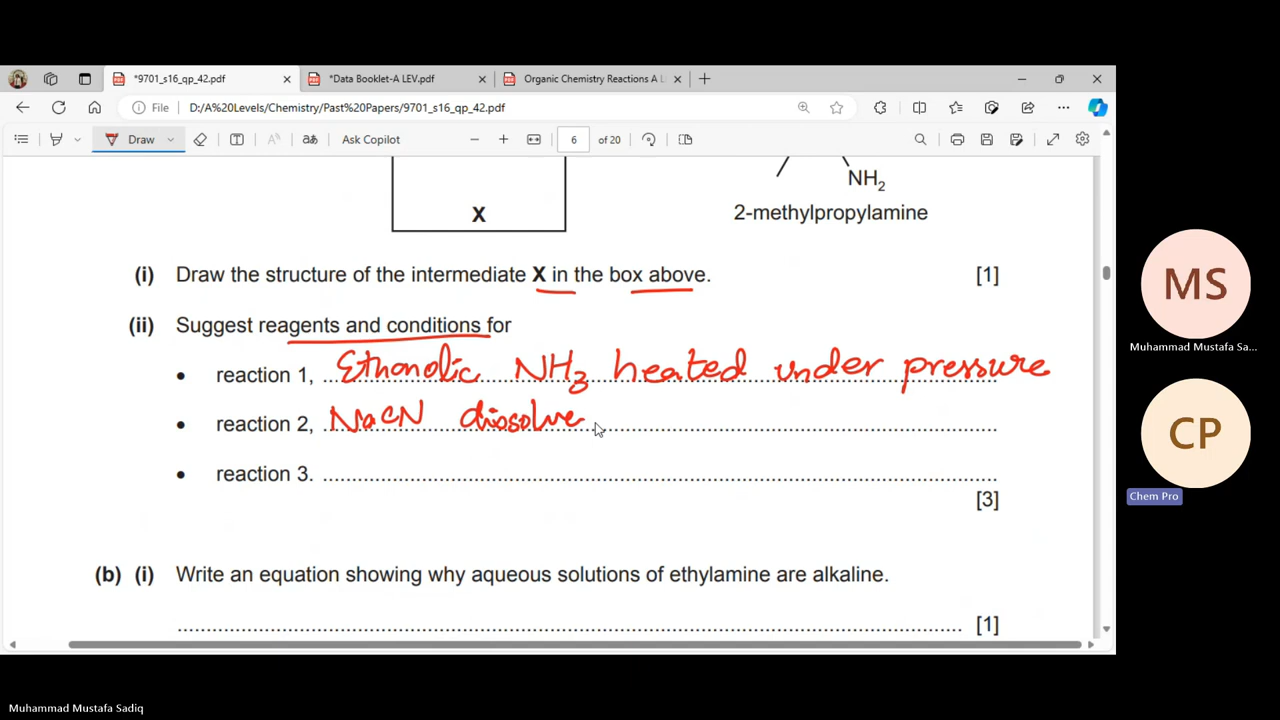 *9701_s16_qp_42.pdf
*Data Booklet-A LEV.pdf
Organic Chemistry Reactions A L
File
D:/A%20Levels/Chemistry/Past%20Papers/9701_s16_qp_42.pdf
Draw
aあ
Ask Copilot
6
of 20
NH2
X
2-methylpropylamine
(i) Draw the structure of the intermediate X in the box above. [1]
(ii) Suggest reagents and conditions for
• reaction 1, Ethanolic NH3 heated under pressure
• reaction 2, NaCN dissolve
• reaction 3.
[3]
(b) (i) Write an equation showing why aqueous solutions of ethylamine are alkaline.
[1]
MS
Muhammad Mustafa Sa...
CP
Chem Pro
Muhammad Mustafa Sadiq